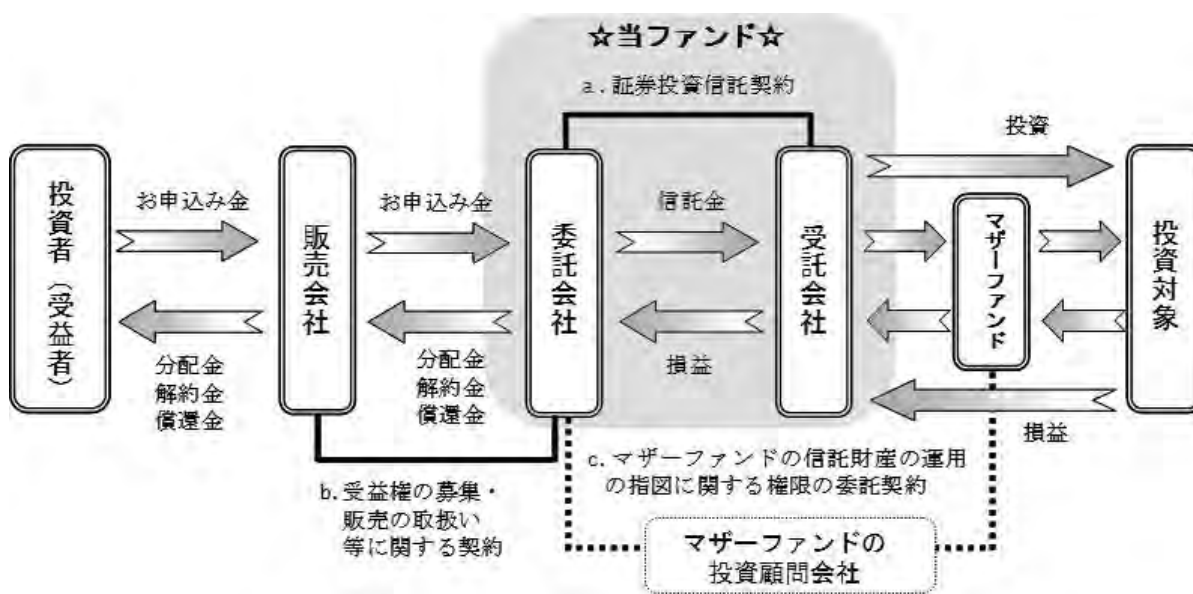 ☆当ファンド☆
a.証券投資信託契約
投資者（受益者）
お申込み金
分配金
解約金
償還金
販売会社
お申込み金
分配金
解約金
償還金
委託会社
信託金
損益
受託会社
投資
マザーファンド
損益
投資対象
b.受益権の募集・
販売の取扱い
等に関する契約
c.マザーファンドの信託財産の運用
の指図に関する権限の委託契約
マザーファンドの
投資顧問会社